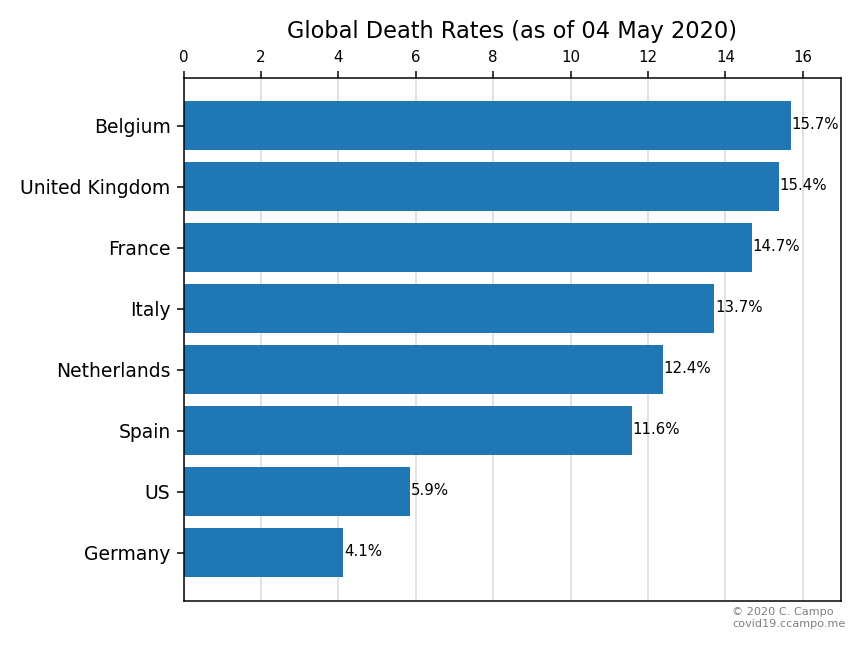 Global Death Rates (as of 04 May 2020)
0 2 4 6 8 10 12 14 16
Belgium 15.7%
United Kingdom 15.4%
France 14.7%
Italy 13.7%
Netherlands 12.4%
Spain 11.6%
US 5.9%
Germany 4.1%
© 2020 C. Campo
covid19.ccampo.me